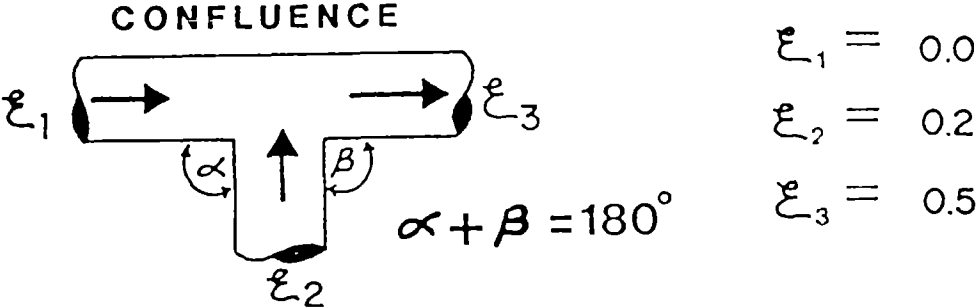 CONFLUENCE
ξ₁
ξ₃
α
β
ξ₂
α + β = 180°
ξ₁ = 0.0
ξ₂ = 0.2
ξ₃ = 0.5